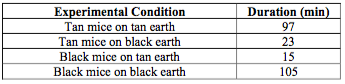 Experimental Condition Duration (min)
Tan mice on tan earth 97
Tan mice on black earth 23
Black mice on tan earth 15
Black mice on black earth 105